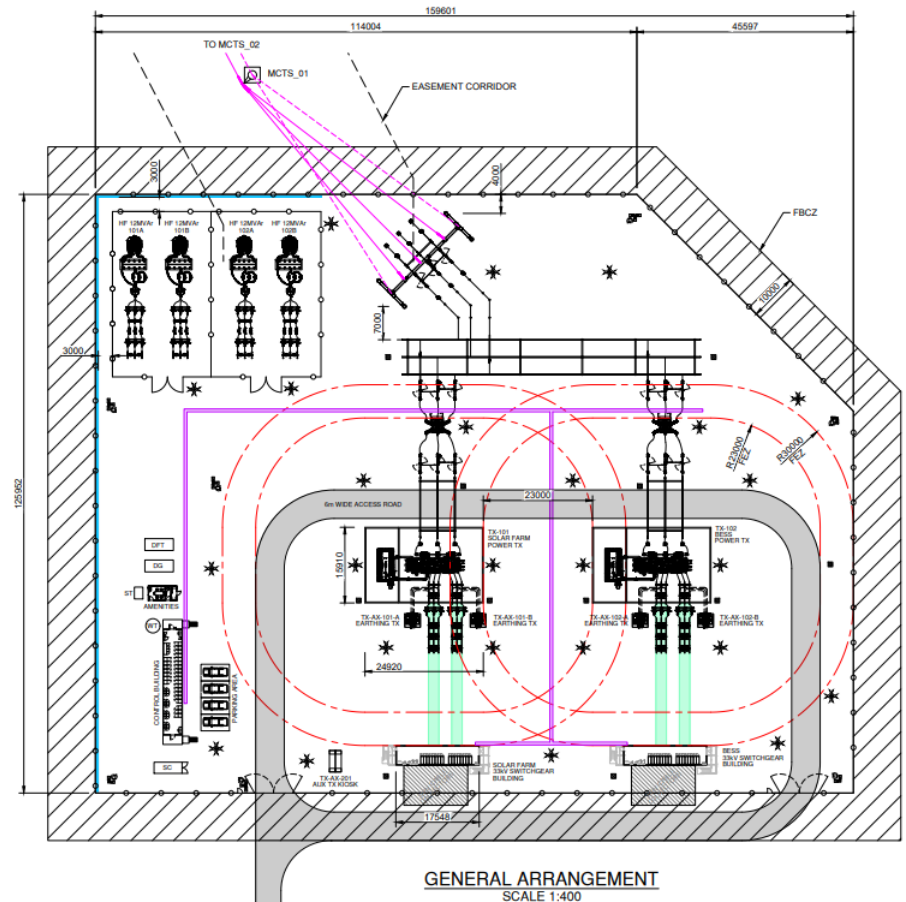 159601
114004
45597
TO MCTS_02
MCTS_01
EASEMENT CORRIDOR
3000
4000
HF 12MVAr
101A
HF 12MVAr
101B
HF 12MVAr
102A
HF 12MVAr
102B
FBCZ
10000
7000
3000
125952
R23000
FEZ
R30000
FEZ
23000
6m WIDE ACCESS ROAD
TX-101
SOLAR FARM
POWER TX
TX-102
BESS
POWER TX
15910
DFT
DG
ST
AMENITIES
WT
TX-AX-101-A
EARTHING TX
TX-AX-101-B
EARTHING TX
TX-AX-102-A
EARTHING TX
TX-AX-102-B
EARTHING TX
24920
CONTROL BUILDING
PARKING AREA
SC
TX-AX-201
AUX TX KIOSK
SOLAR FARM
33kV SWITCHGEAR
BUILDING
BESS
33kV SWITCHGEAR
BUILDING
17548
GENERAL ARRANGEMENT
SCALE 1:400